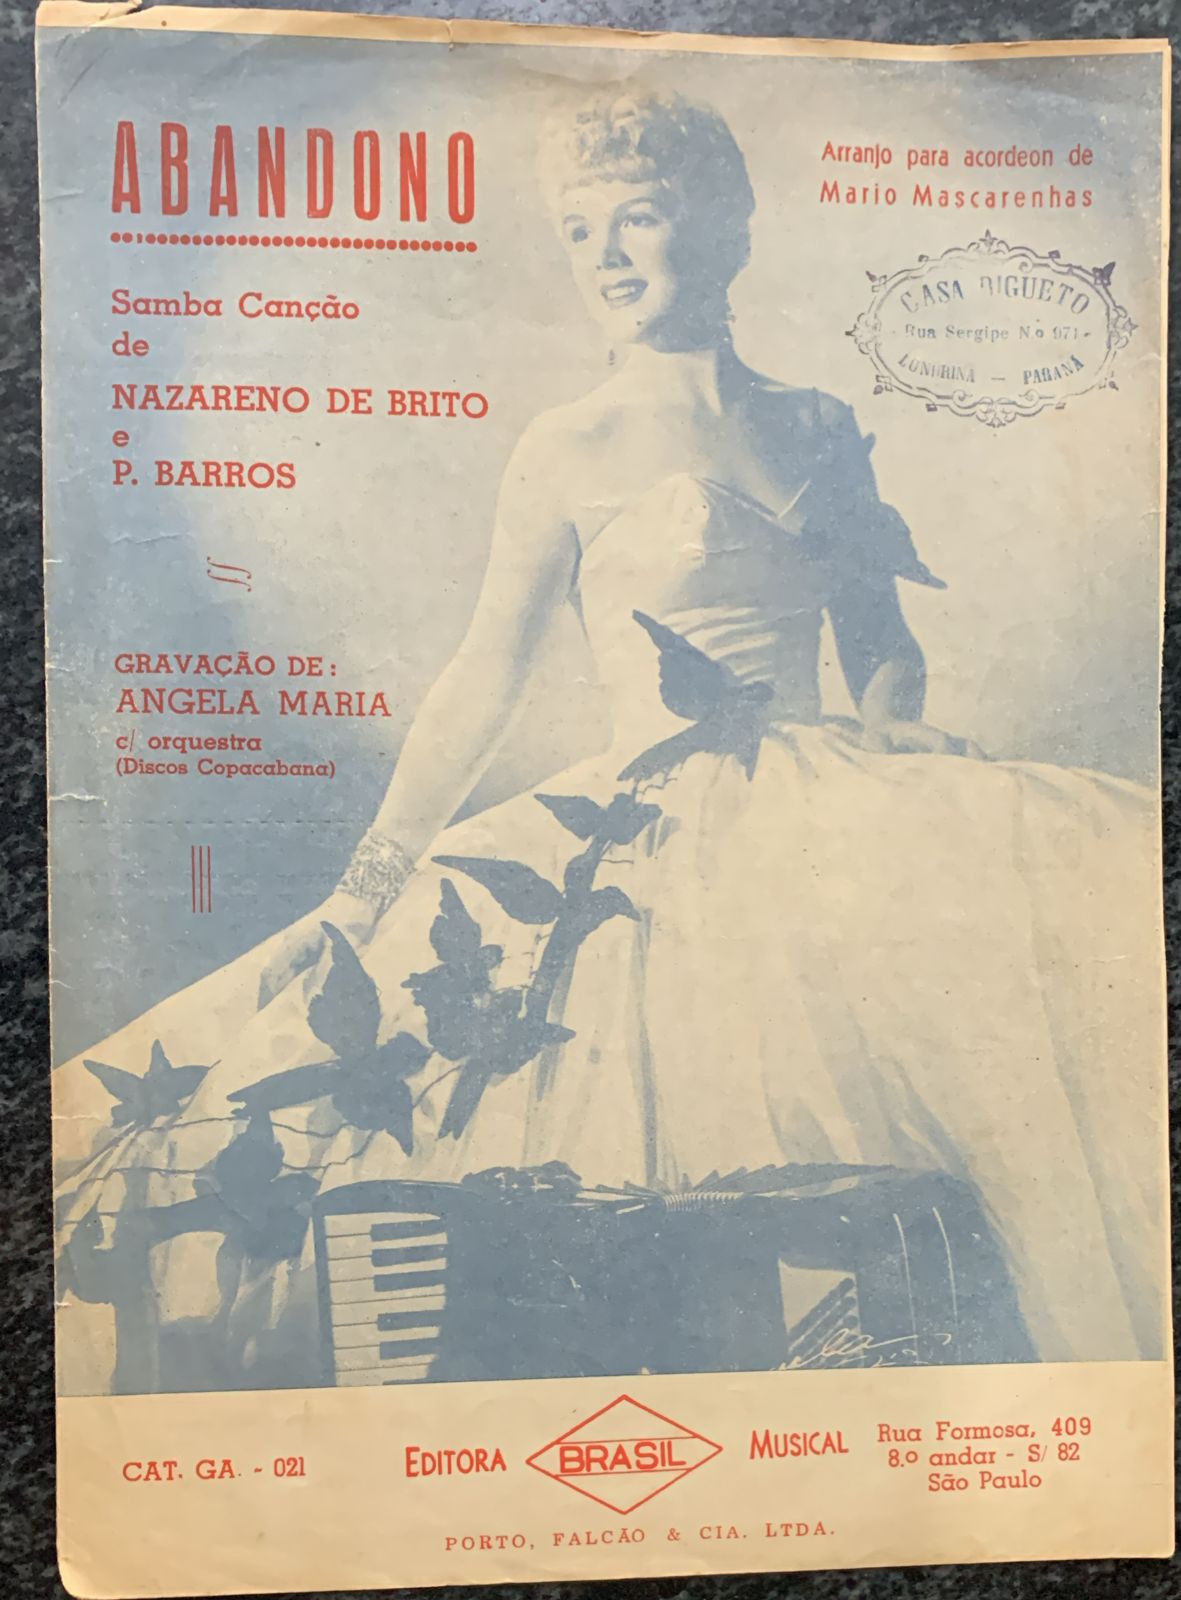 ABANDONO
Samba Canção
de
NAZARENO DE BRITO
e
P. BARROS
GRAVAÇÃO DE:
ANGELA MARIA
c/ orquestra
(Discos Copacabana)
Arranjo para acordeon de
Mario Mascarenhas
CASA DIGUETO
Rua Sergipe N.o 971
LONDRINA — PARANÁ
CAT. GA. - 021
EDITORA BRASIL MUSICAL
Rua Formosa, 409
8.º andar - S/ 82
São Paulo
PORTO, FALCÃO & CIA. LTDA.